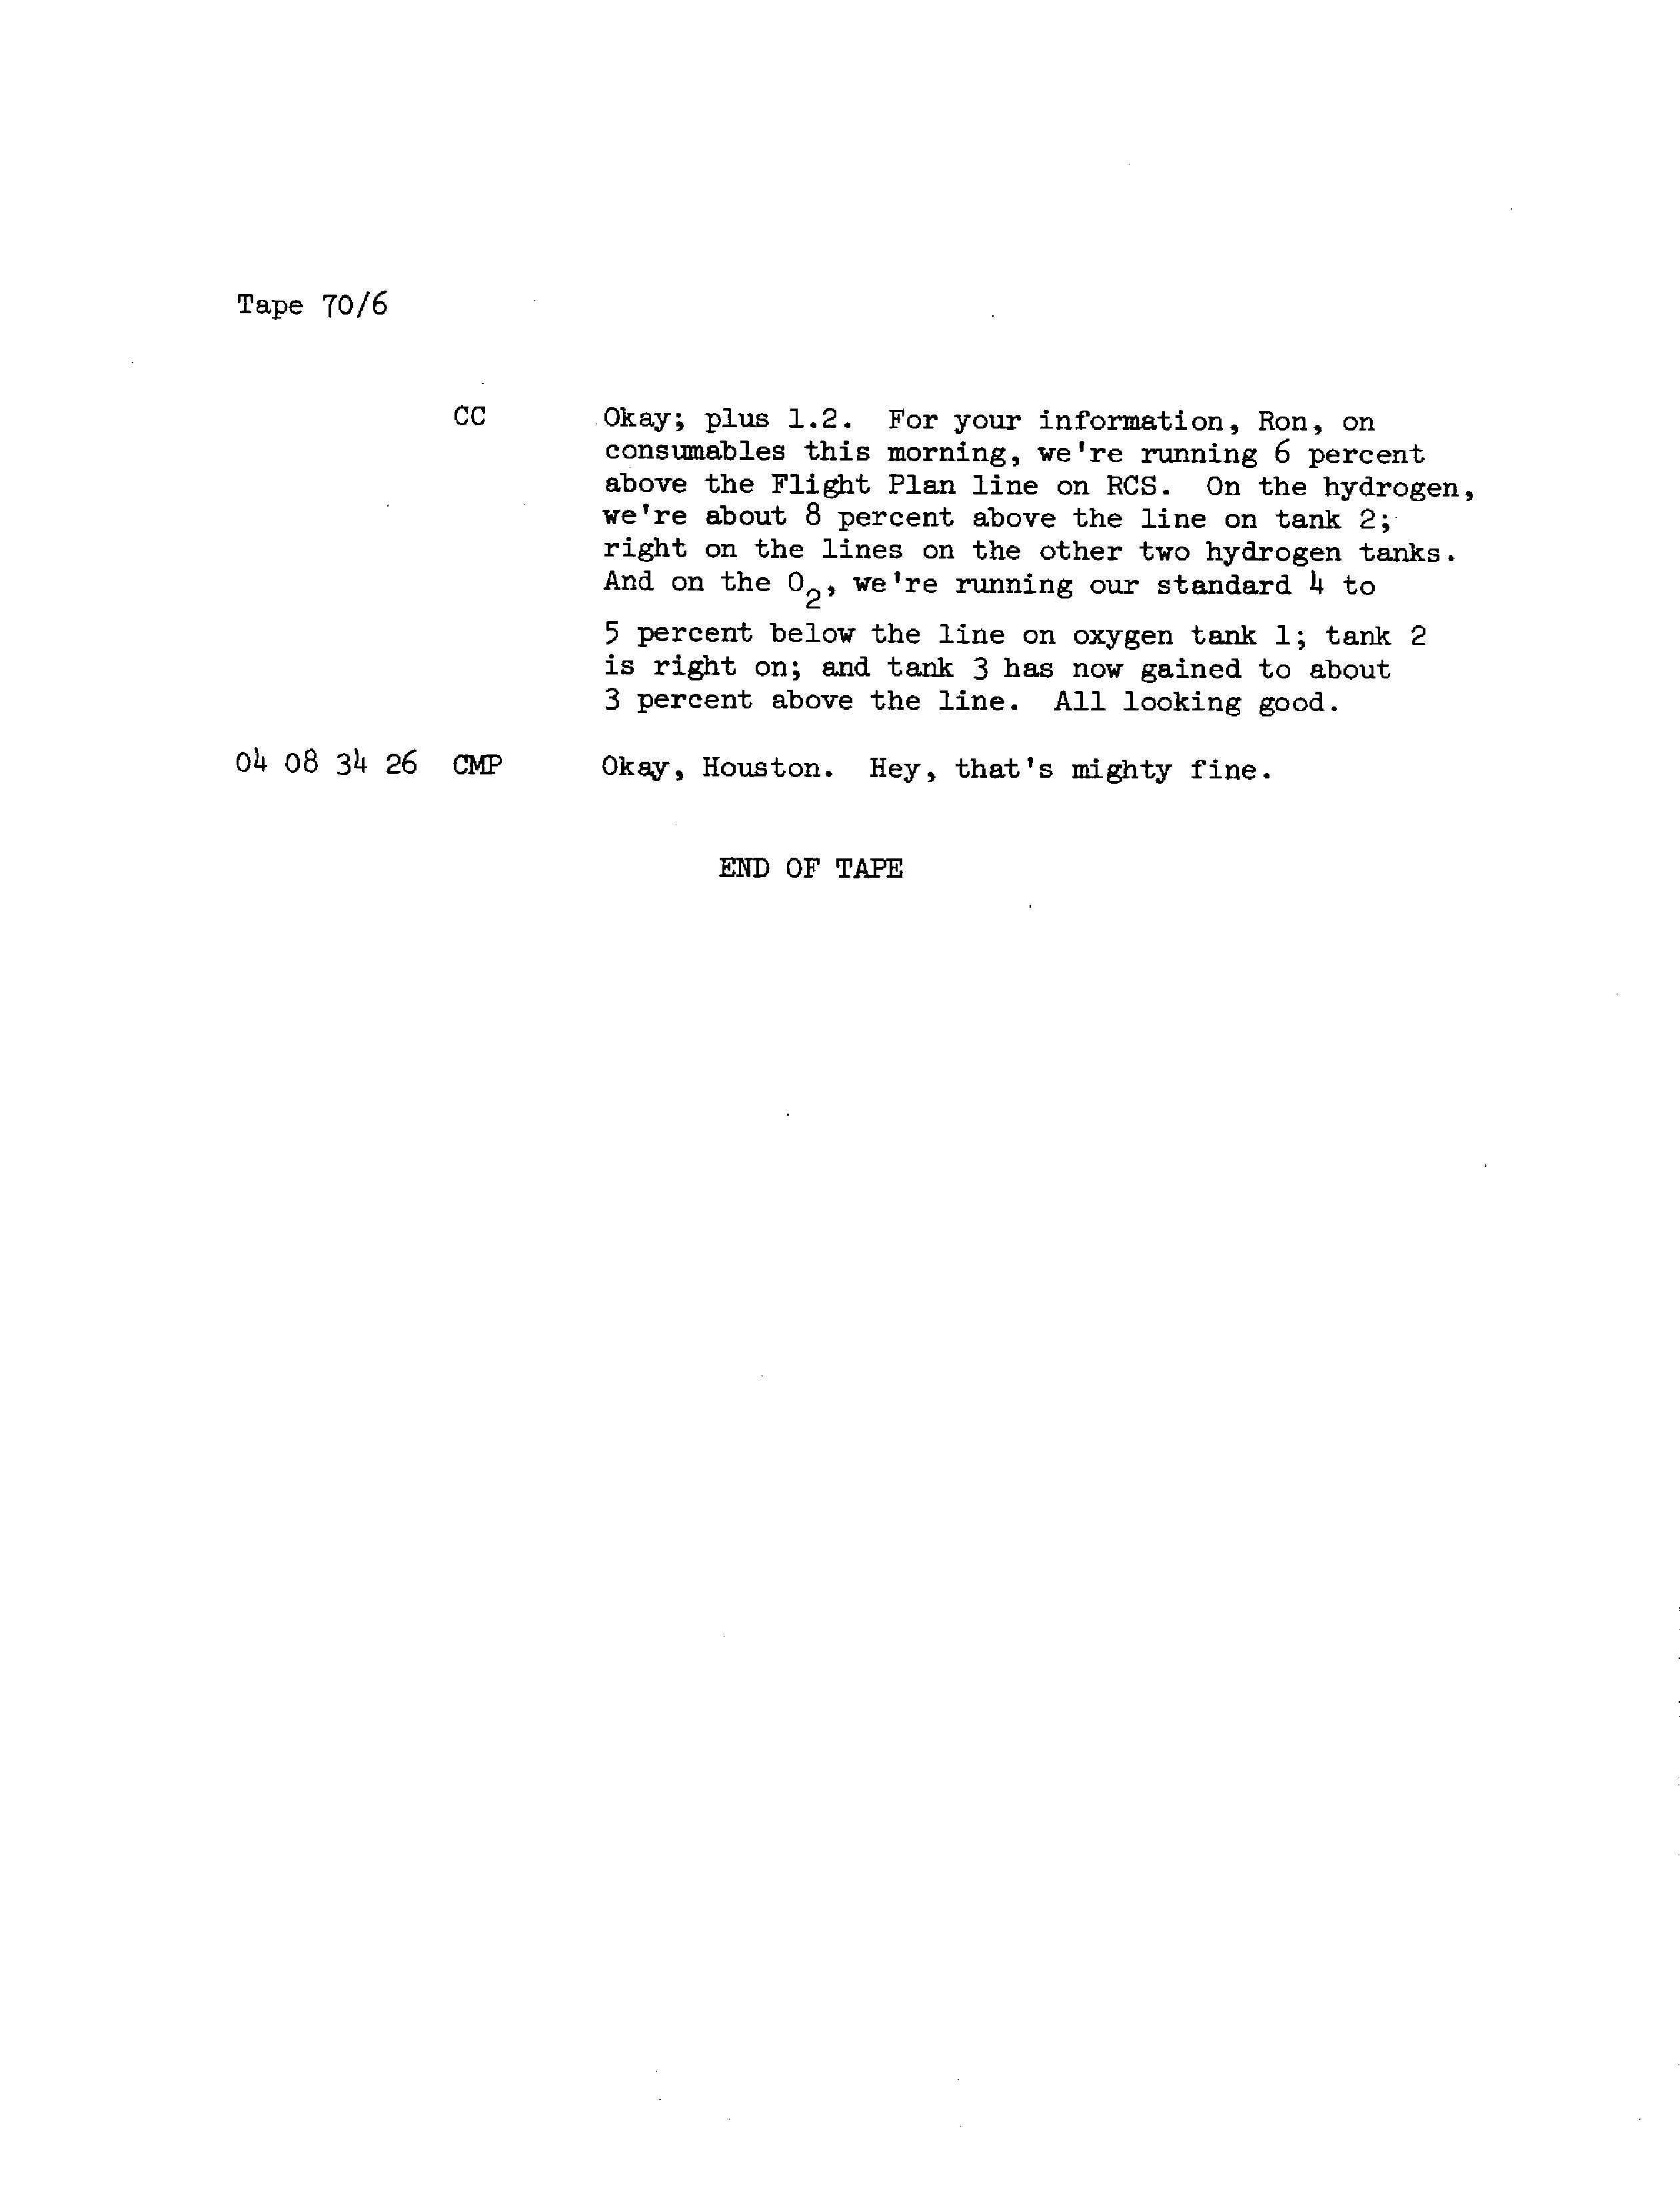 Tape 70/6
CC Okay; plus 1.2. For your information, Ron, on
consumables this morning, we're running 6 percent
above the Flight Plan line on RCS. On the hydrogen,
we're about 8 percent above the line on tank 2;
right on the lines on the other two hydrogen tanks.
And on the O2, we're running our standard 4 to
5 percent below the line on oxygen tank 1; tank 2
is right on; and tank 3 has now gained to about
3 percent above the line. All looking good.
04 08 34 26 CMP Okay, Houston. Hey, that's mighty fine.
END OF TAPE